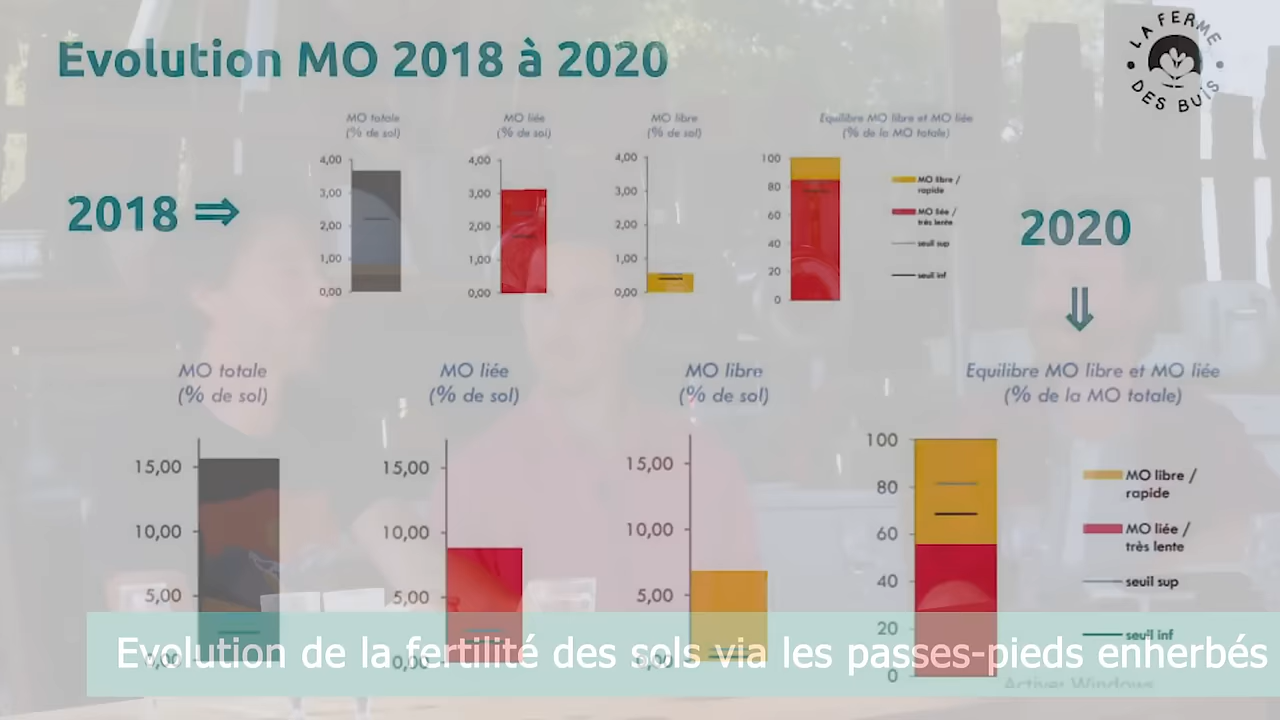 Evolution MO 2018 à 2020
LA FERME
DES BUIS
MO totale
(% de sol)
MO liée
(% de sol)
MO libre
(% de sol)
Equilibre MO libre et MO liée
(% de la MO totale)
4,00
3,00
2,00
1,00
0,00
4,00
3,00
2,00
1,00
0,00
4,00
3,00
2,00
1,00
0,00
100
80
60
40
20
0
MO libre /
rapide
MO liée /
très lente
seuil sup
seuil inf
2018 ⇒
2020
⇓
MO totale
(% de sol)
MO liée
(% de sol)
MO libre
(% de sol)
Equilibre MO libre et MO liée
(% de la MO totale)
15,00
10,00
5,00
0,00
15,00
10,00
5,00
0,00
15,00
10,00
5,00
0,00
100
80
60
40
20
0
MO libre /
rapide
MO liée /
très lente
seuil sup
seuil inf
Evolution de la fertilité des sols via les passes-pieds enherbés
Activer Windows